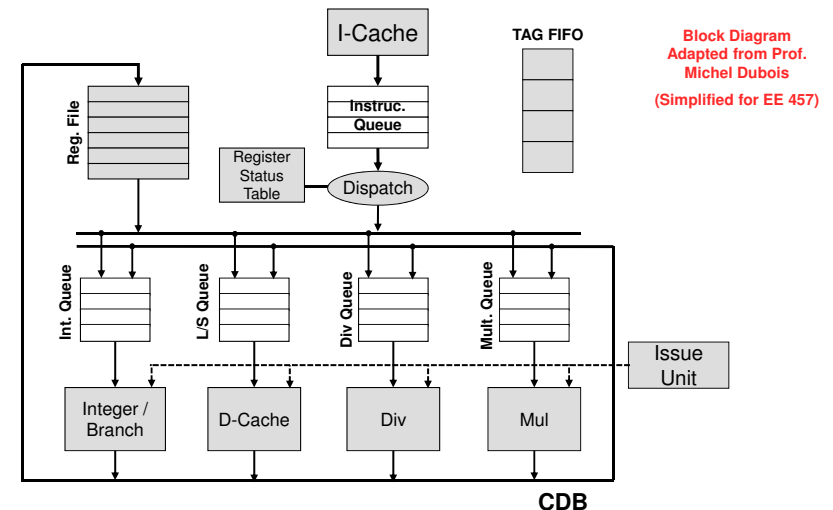 I-Cache
TAG FIFO
Block Diagram
Adapted from Prof.
Michel Dubois
(Simplified for EE 457)
Reg. File
Instruc.
Queue
Register
Status
Table
Dispatch
Int. Queue
L/S Queue
Div Queue
Mult. Queue
Issue
Unit
Integer /
Branch
D-Cache
Div
Mul
CDB